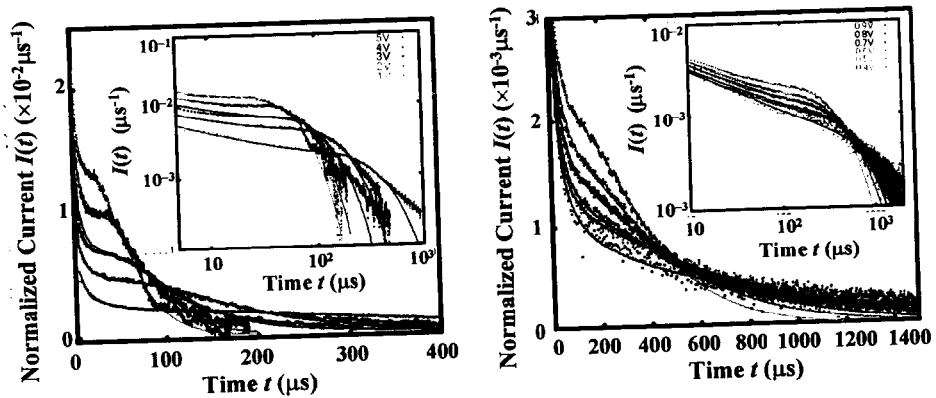 Normalized Current I(t) (×10⁻²μs⁻¹)
2
1
0
0
100
200
300
400
Time t (μs)
I(t) (μs⁻¹)
10⁻¹
10⁻²
10⁻³
10
10²
10³
Time t (μs)
5V
4V
3V
Normalized Current I(t) (×10⁻³μs⁻¹)
3
2
1
0
0
200
400
600
800
1000
1200
1400
Time t (μs)
I(t) (μs⁻¹)
10⁻²
10⁻³
10⁻³
10
10²
10³
Time t (μs)
0.9V
0.8V
0.7V